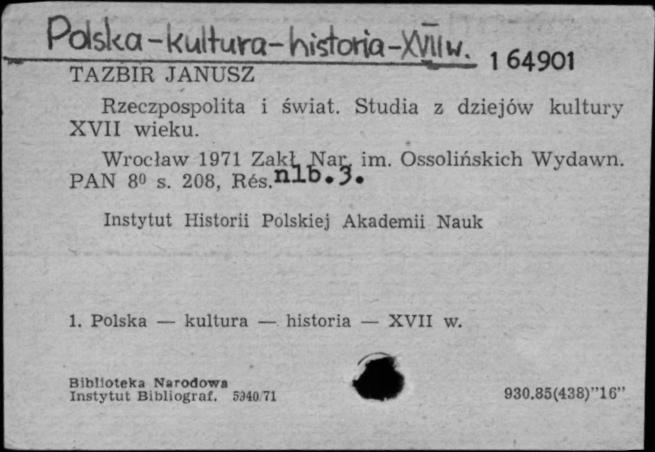 Polska-kultura-historia-XVII w.
164901
TAZBIR JANUSZ
Rzeczpospolita i świat. Studia z dziejów kultury
XVII wieku.
Wrocław 1971 Zakł. Nar. im. Ossolińskich Wydawn.
PAN 8⁰ s. 208, Rés. nlb.3.
Instytut Historii Polskiej Akademii Nauk
1. Polska — kultura — historia — XVII w.
Biblioteka Narodowa
Instytut Bibliograf. 5940/71
930.85(438)"16"